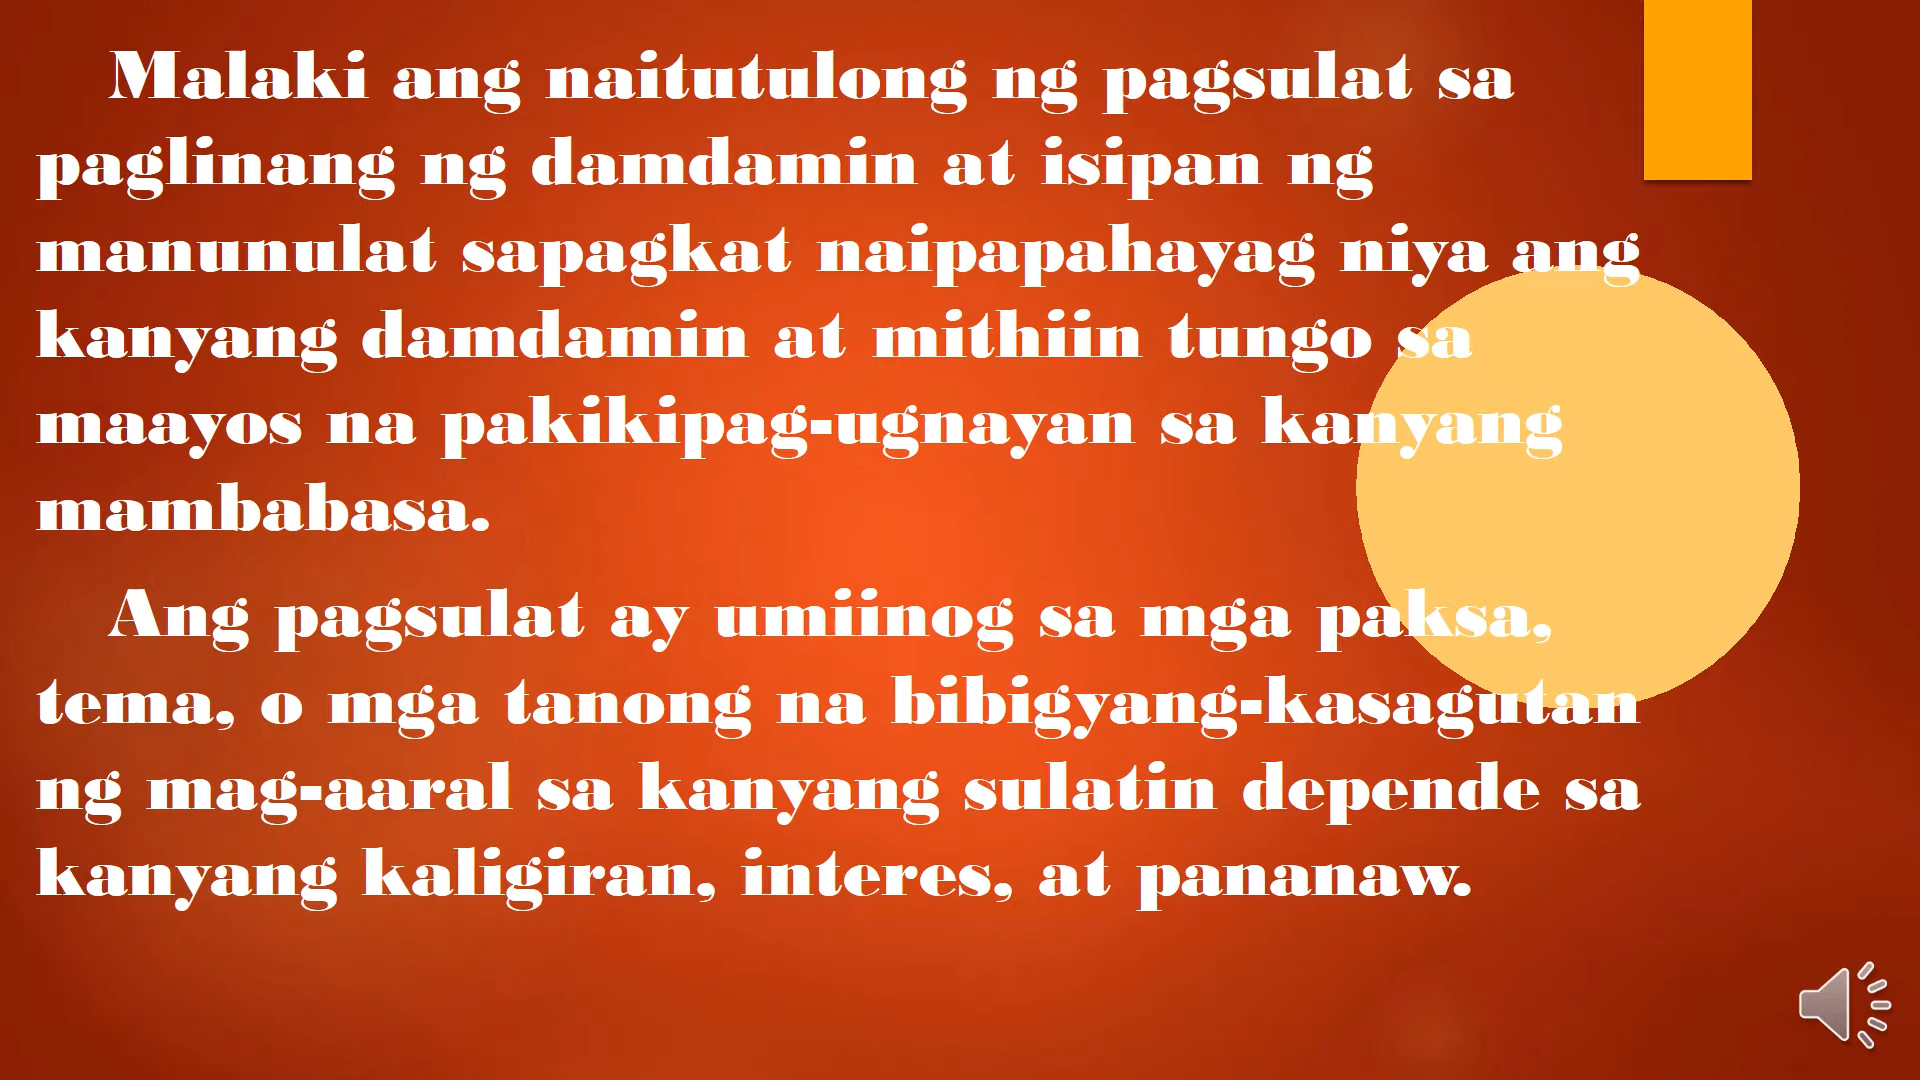 Malaki ang naitutulong ng pagsulat sa
paglinang ng damdamin at isipan ng
manunulat sapagkat naipapahayag niya ang
kanyang damdamin at mithiin tungo sa
maayos na pakikipag-ugnayan sa kanyang
mambabasa.
Ang pagsulat ay umiinog sa mga paksa,
tema, o mga tanong na bibigyang-kasagutan
ng mag-aaral sa kanyang sulatin depende sa
kanyang kaligiran, interes, at pananaw.